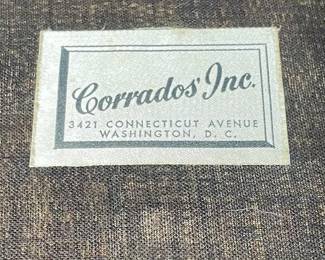 Corrados' Inc.
3421 CONNECTICUT AVENUE
WASHINGTON, D. C.